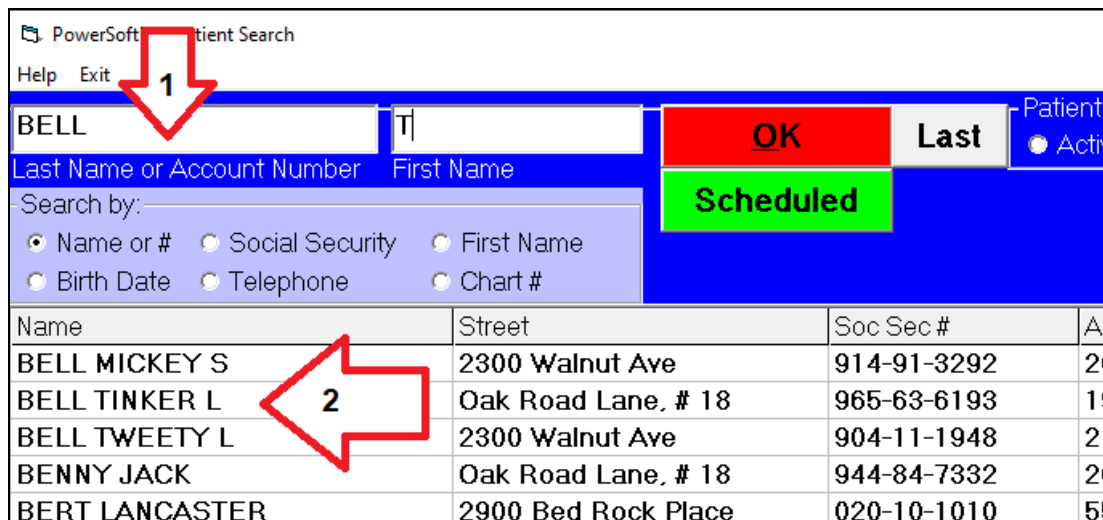 PowerSoft tient Search
Help Exit
1
BELL T
OK Last Patient
Last Name or Account Number First Name
Scheduled
Search by:
Name or # Social Security First Name
Birth Date Telephone Chart #
Name Street Soc Sec #
BELL MICKEY S 2300 Walnut Ave 914-91-3292
BELL TINKER L 2 Oak Road Lane, # 18 965-63-6193
BELL TWEETY L 2300 Walnut Ave 904-11-1948
BENNY JACK Oak Road Lane, # 18 944-84-7332
BERT LANCASTER 2900 Bed Rock Place 020-10-1010